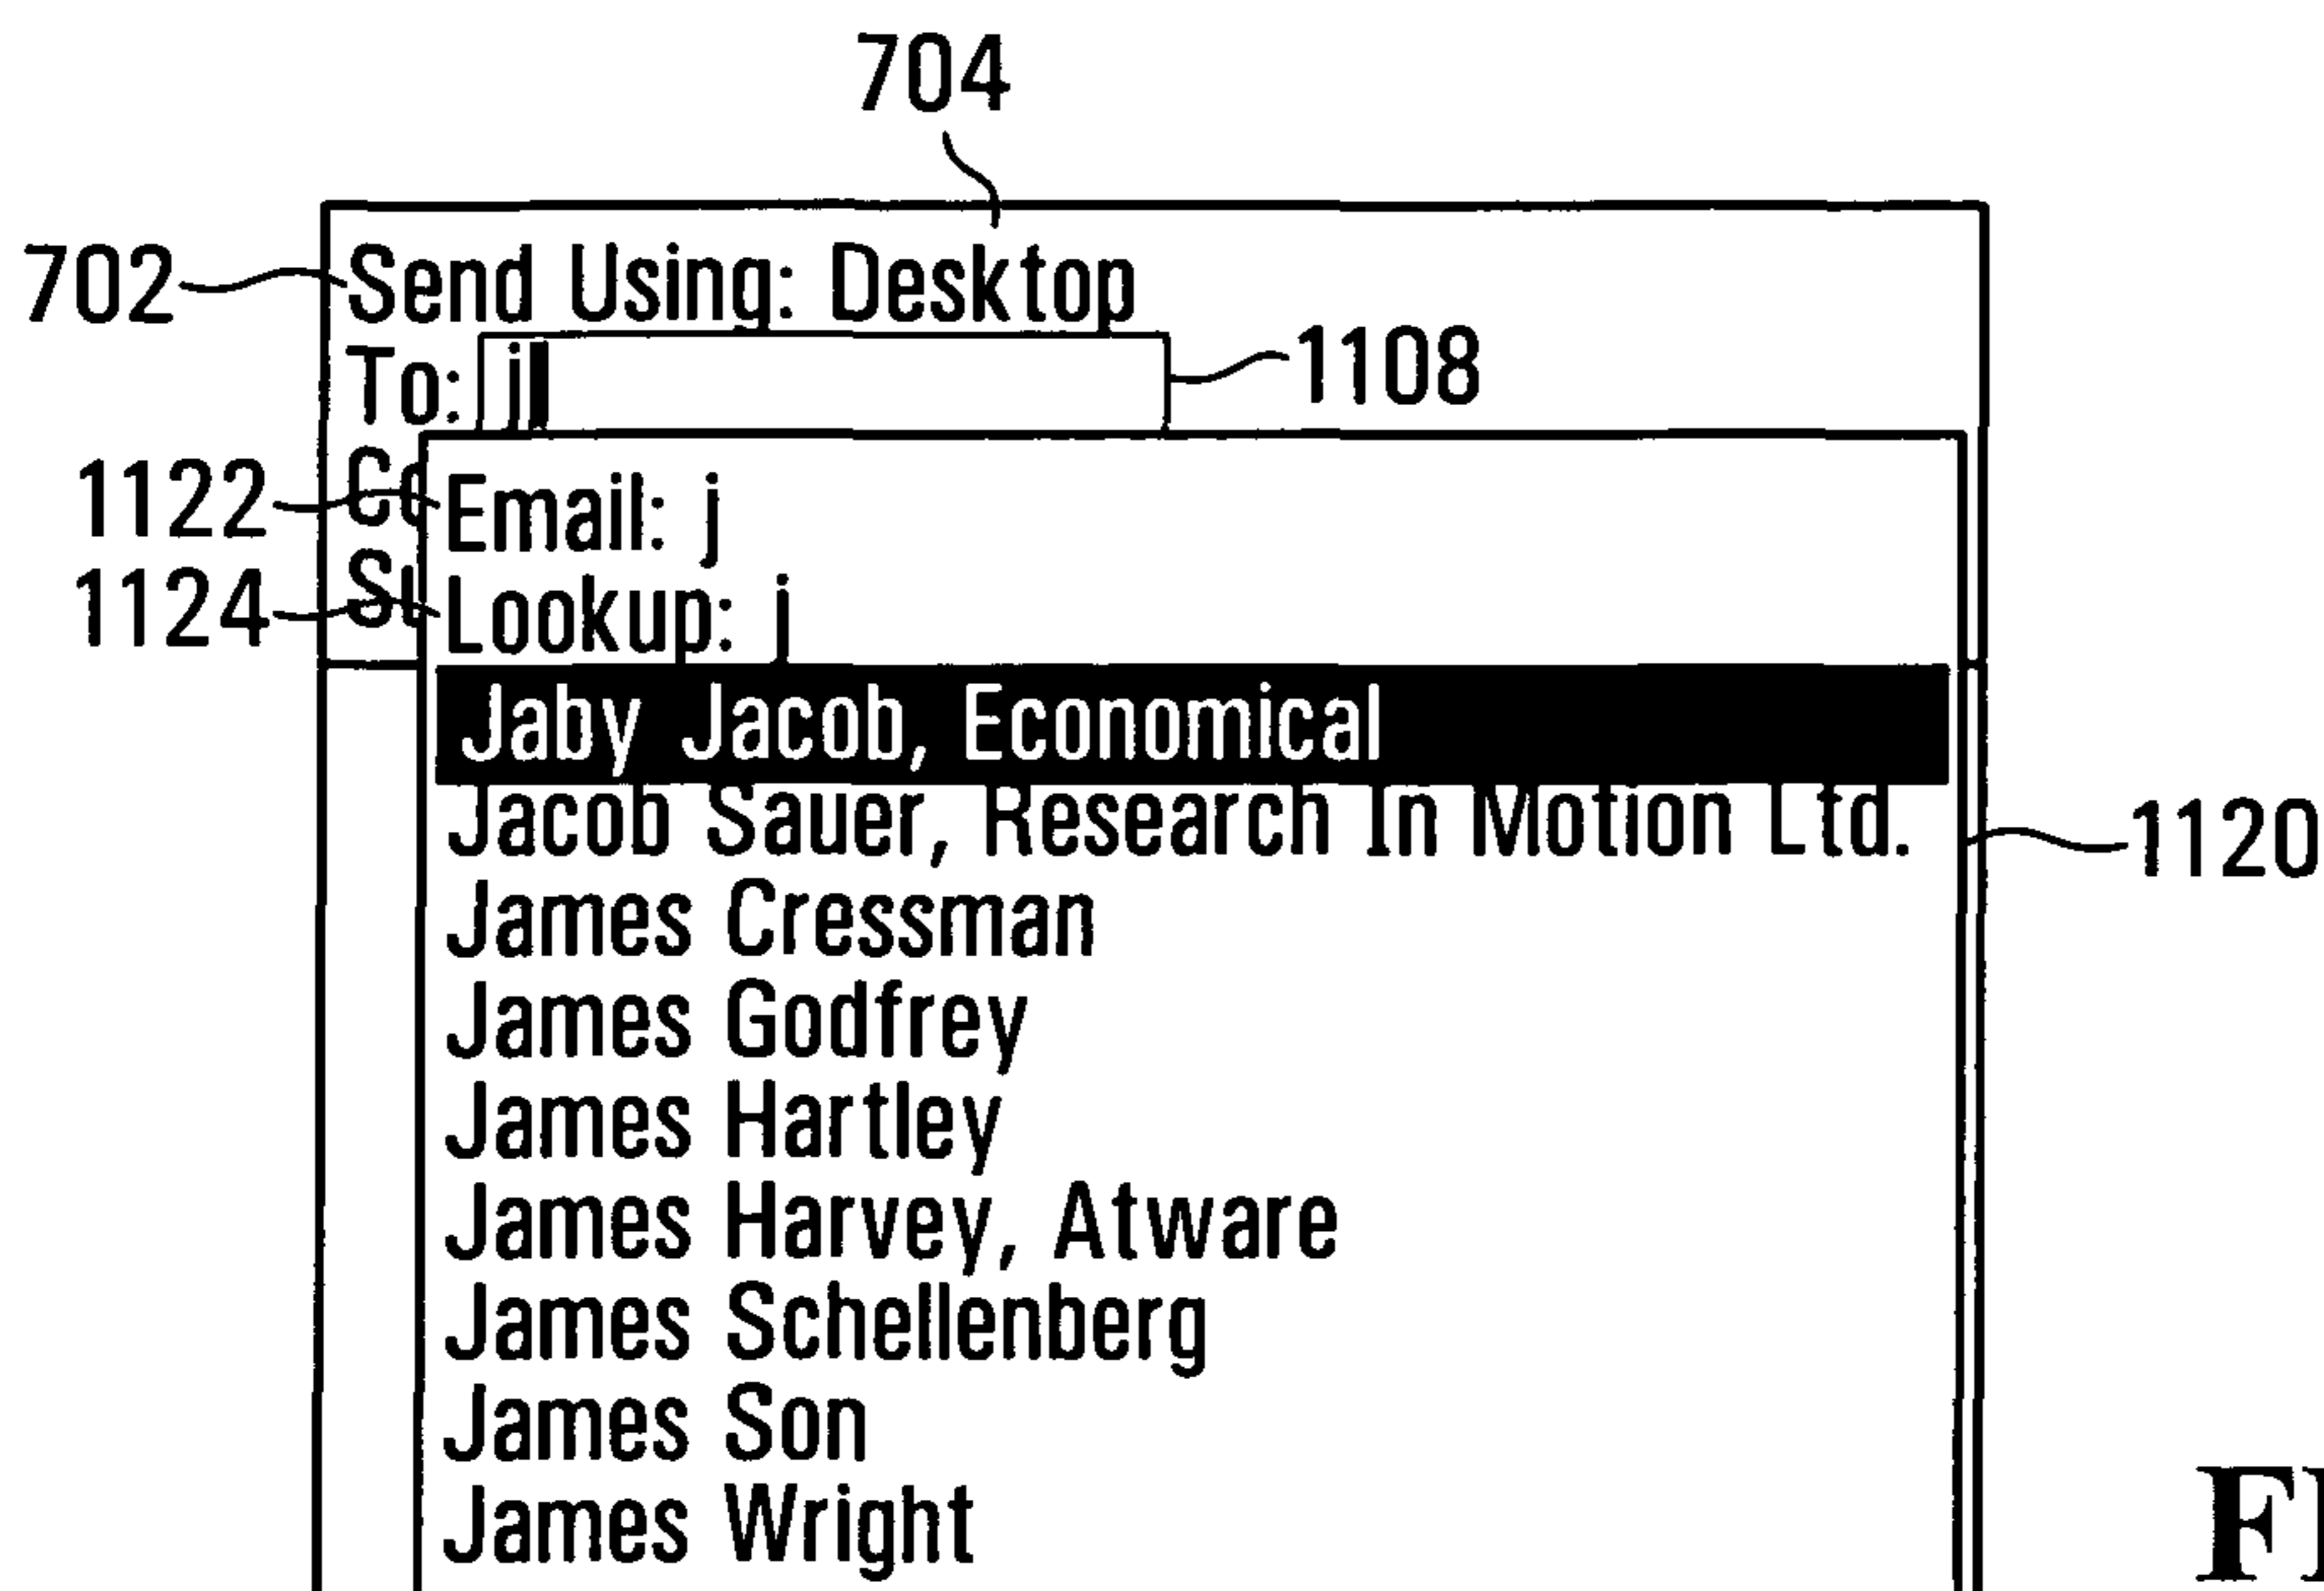 704
702 Send Using: Desktop
To: j 1108
1122 Email: j
1124 Lookup: j
Jaby Jacob, Economical
Jacob Sauer, Research In Motion Ltd.
1120
James Cressman
James Godfrey
James Hartley
James Harvey, Atware
James Schellenberg
James Son
James Wright